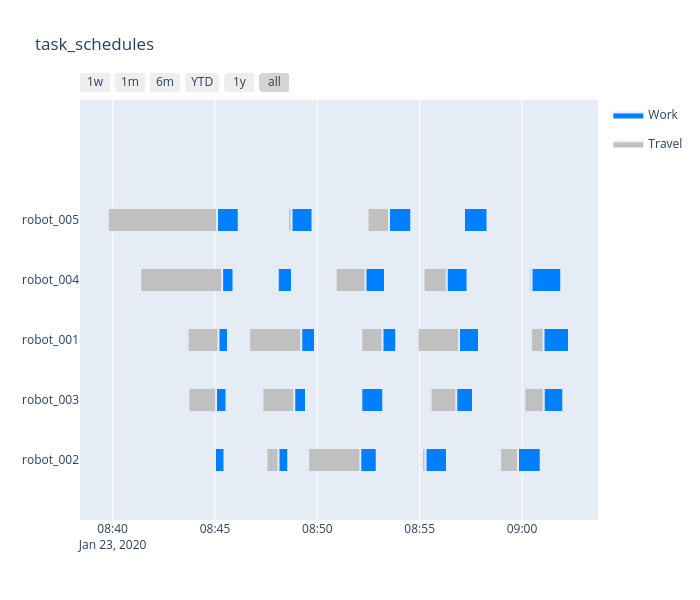 task_schedules
1w 1m 6m YTD 1y all
Work
Travel
robot_005
robot_004
robot_001
robot_003
robot_002
08:40 08:45 08:50 08:55 09:00
Jan 23, 2020